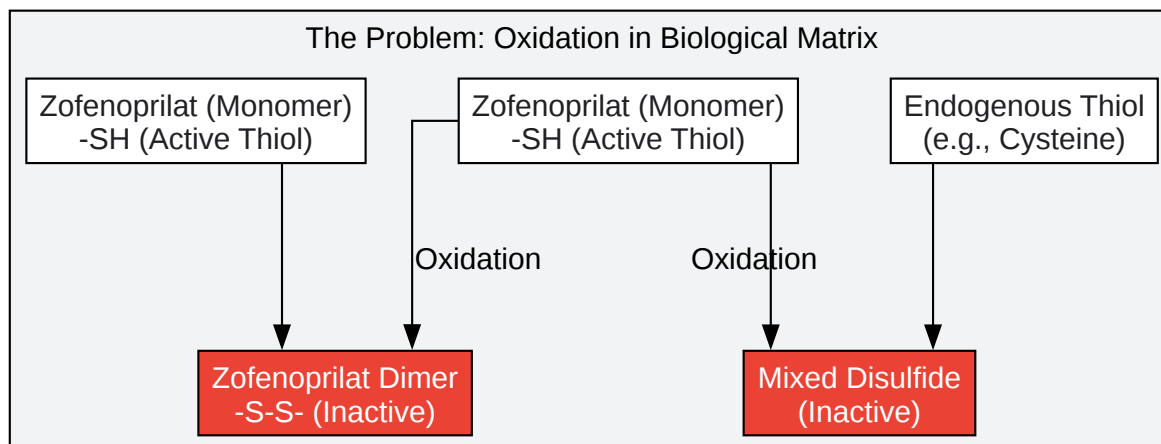 The Problem: Oxidation in Biological Matrix
Zofenoprilat (Monomer)
-SH (Active Thiol)
Zofenoprilat (Monomer)
-SH (Active Thiol)
Endogenous Thiol
(e.g., Cysteine)
Oxidation
Oxidation
Zofenoprilat Dimer
-S-S- (Inactive)
Mixed Disulfide
(Inactive)